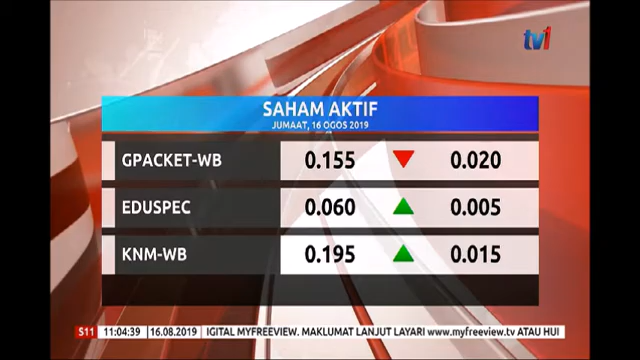 tv1
SAHAM AKTIF
JUMAAT, 16 OGOS 2019
GPACKET-WB 0.155 0.020
EDUSPEC 0.060 0.005
KNM-WB 0.195 0.015
S11 11:04:39 16.08.2019 IGITAL MYFREEVIEW. MAKLUMAT LANJUT LAYARI www.myfreeview.tv ATAU HUI